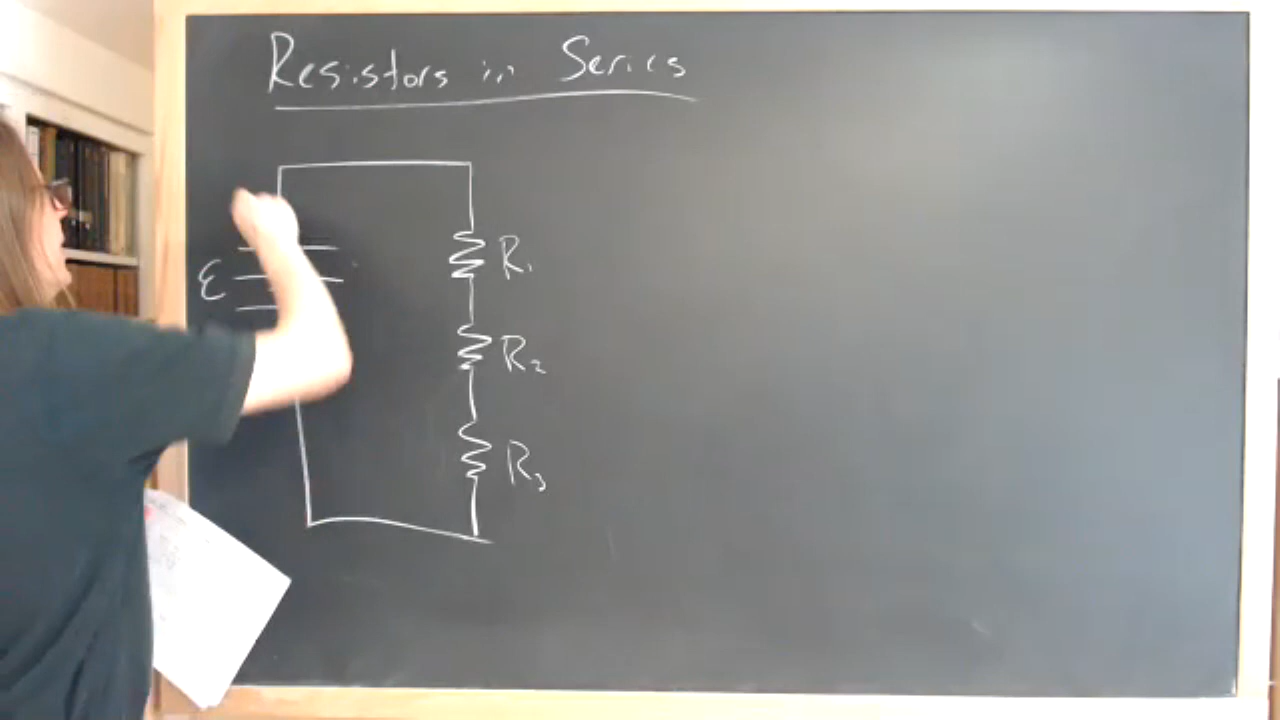 Resistors in Series
ℰ
R₁
R₂
R₃